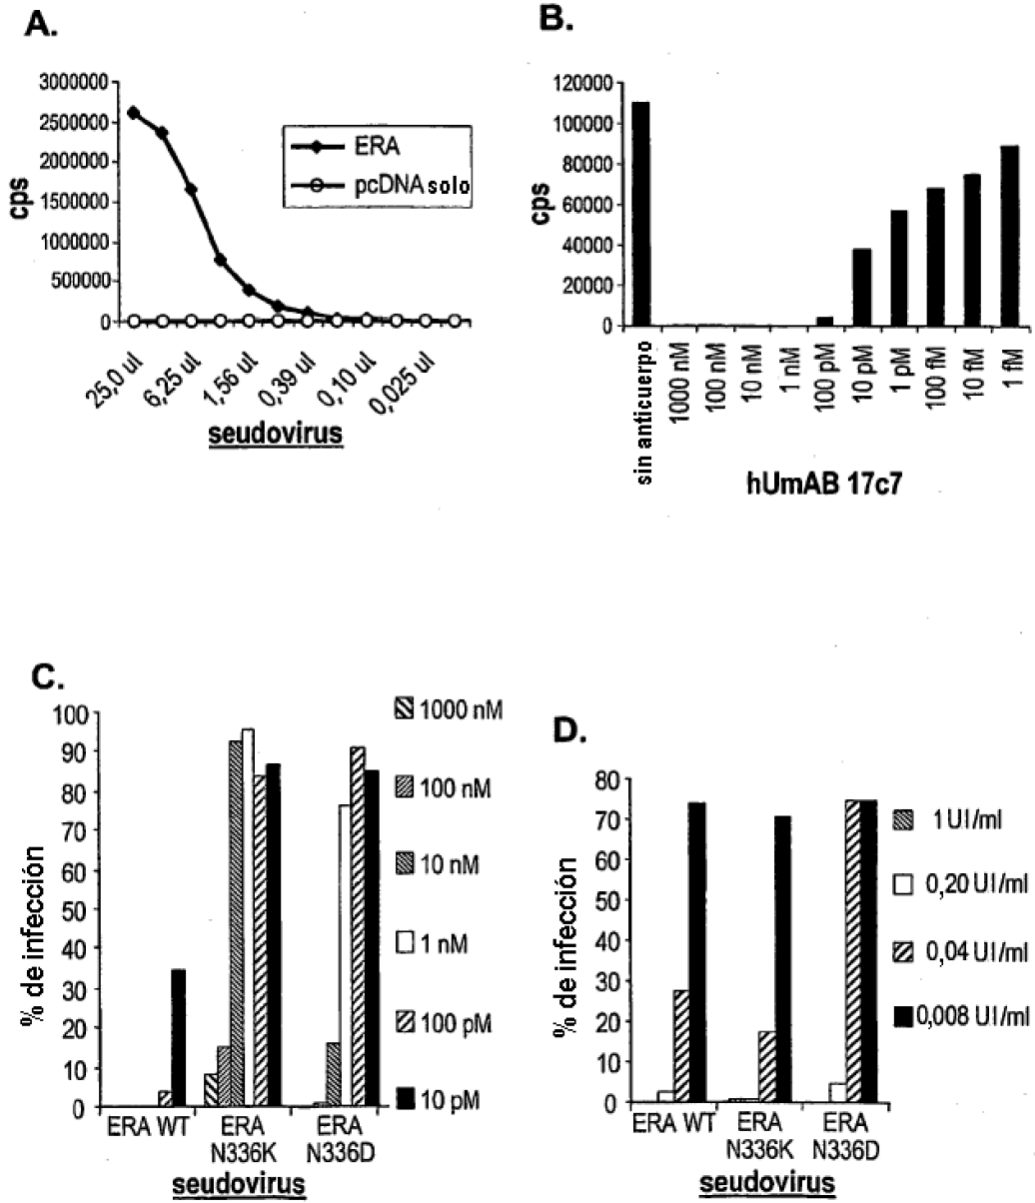 A.
3000000
2500000
2000000
1500000
1000000
500000
0
cps
ERA
pcDNA solo
25,0 ul
6,25 ul
1,56 ul
0,39 ul
0,10 ul
0,025 ul
seudovirus
B.
120000
100000
80000
60000
40000
20000
0
cps
sin anticuerpo
1000 nM
100 nM
10 nM
1 nM
100 pM
10 pM
1 pM
100 fM
10 fM
1 fM
hUmAB 17c7
C.
100
90
80
70
60
50
40
30
20
10
0
% de infección
1000 nM
100 nM
10 nM
1 nM
100 pM
10 pM
ERA WT
ERA
N336K
ERA
N336D
seudovirus
D.
80
70
60
50
40
30
20
10
0
% de infección
1 UI/ml
0,20 UI/ml
0,04 UI/ml
0,008 UI/ml
ERA WT
ERA
N336K
ERA
N336D
seudovirus